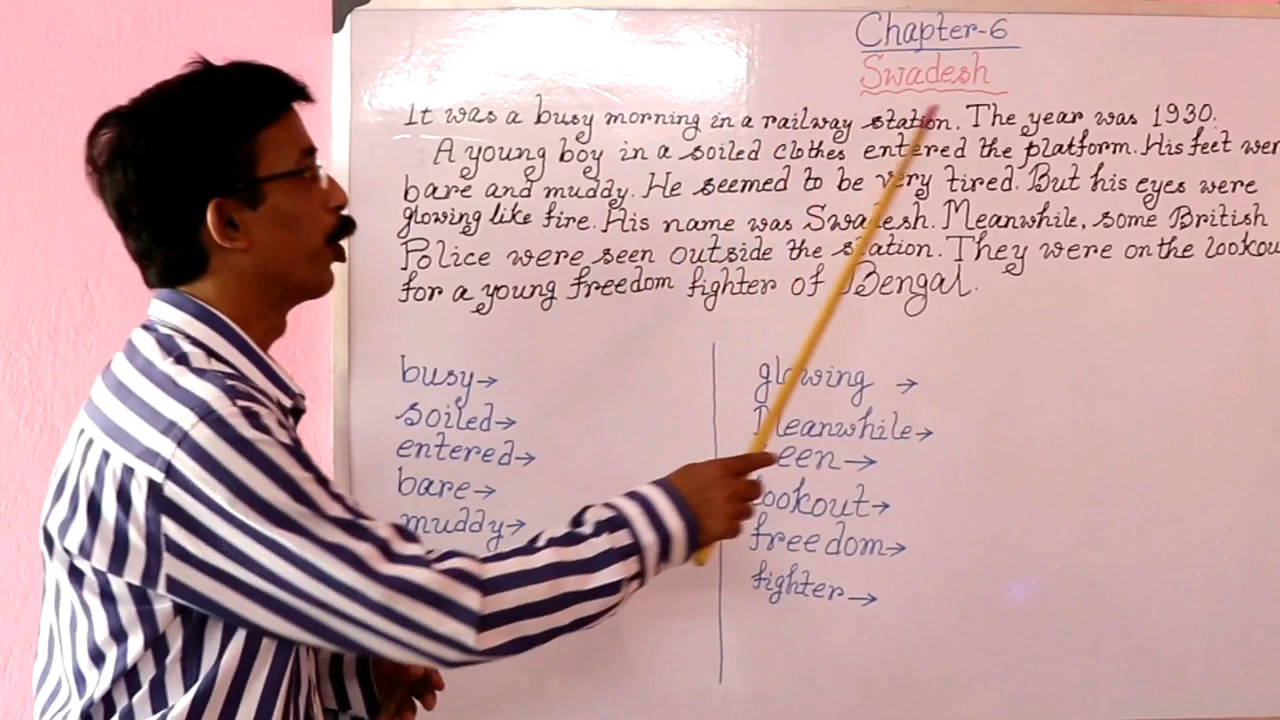 Chapter-6
Swadesh
It was a busy morning in a railway station. The year was 1930.
A young boy in a soiled clothes entered the platform. His feet wer
bare and muddy. He seemed to be very tired. But his eyes were
glowing like fire. His name was Swadesh. Meanwhile, some British
Police were seen outside the station. They were on the lookou
for a young freedom fighter of Bengal.
busy→
soiled→
entered→
bare→
muddy→
glowing →
Meanwhile→
seen→
lookout→
freedom→
fighter→